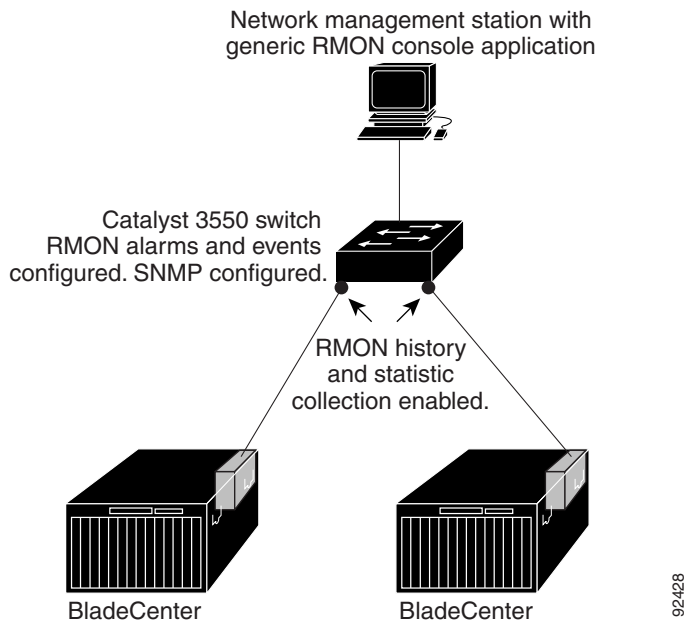 Network management station with
generic RMON console application
Catalyst 3550 switch
RMON alarms and events
configured. SNMP configured.
RMON history
and statistic
collection enabled.
BladeCenter
BladeCenter
92428